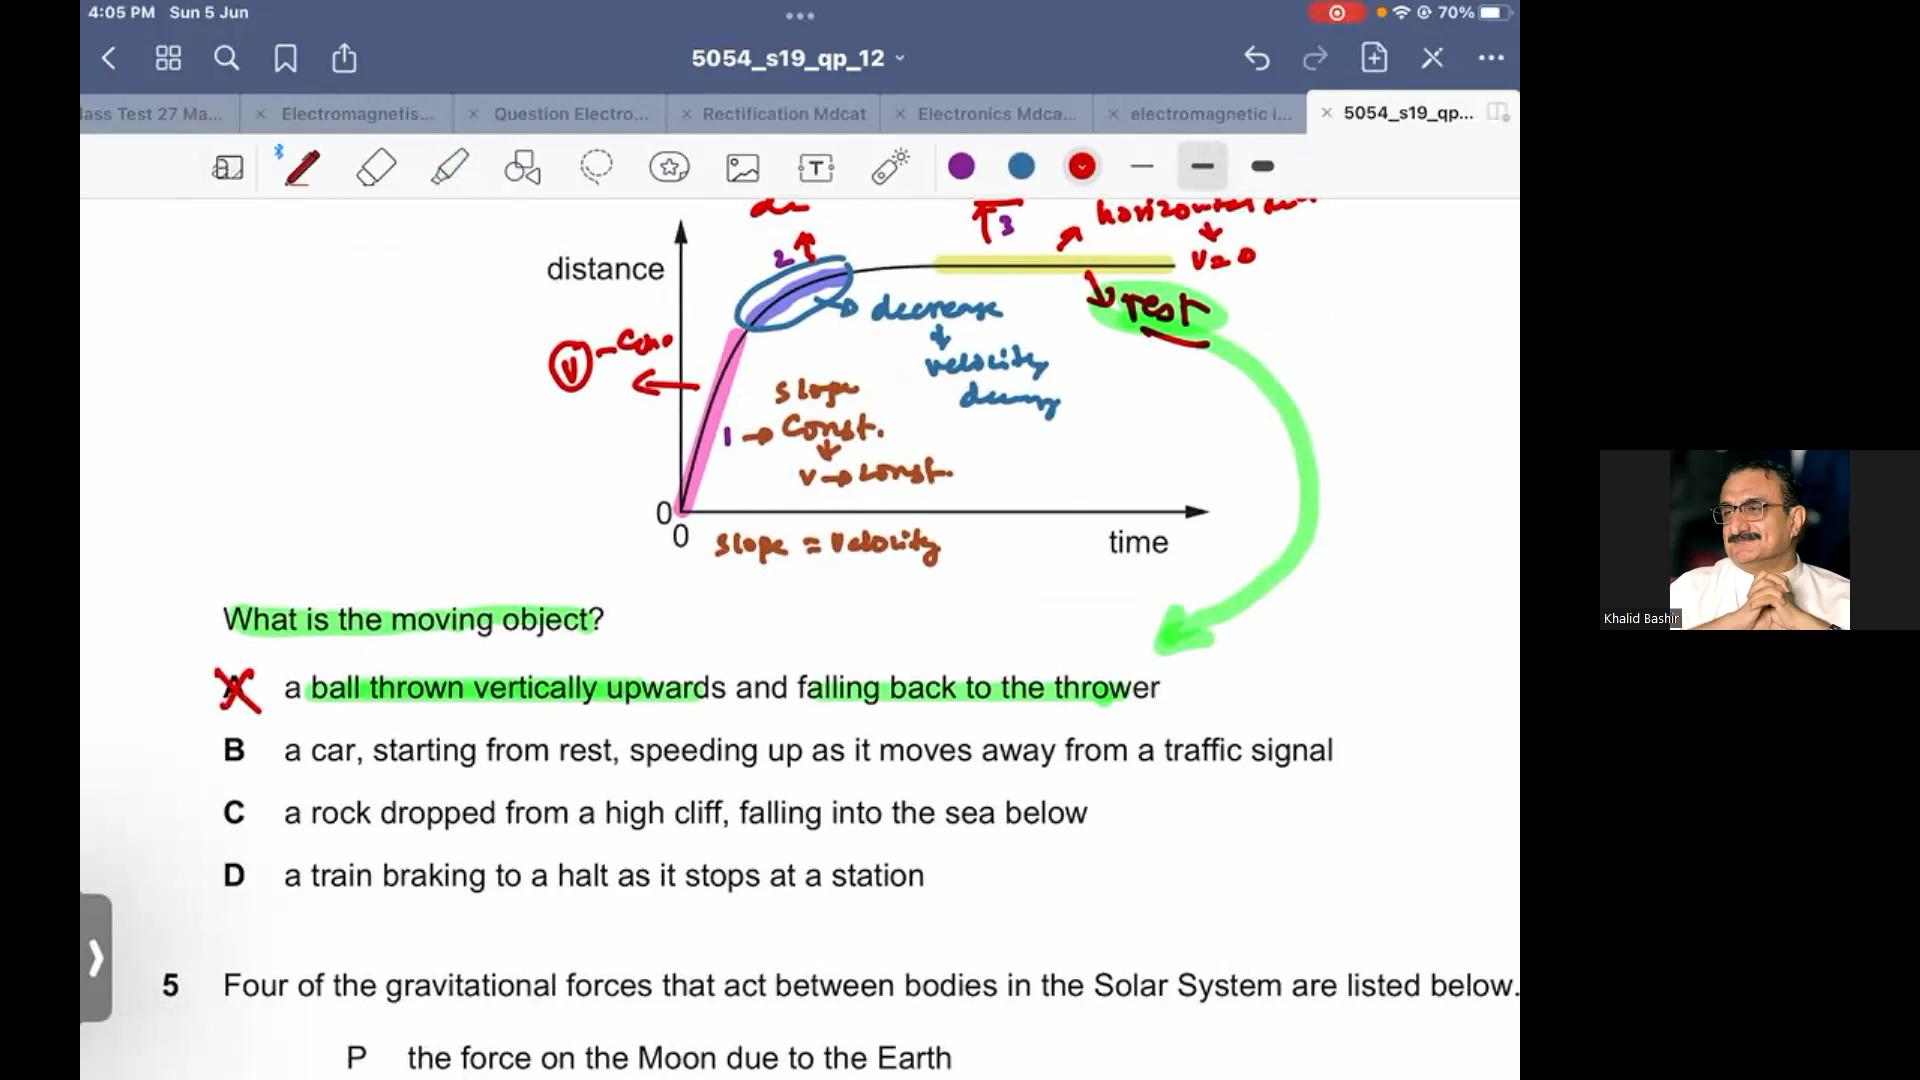 4:05 PM Sun 5 Jun
70%
5054_s19_qp_12
lass Test 27 Ma...
Electromagnetis...
Question Electro...
Rectification Mdcat
Electronics Mdca...
electromagnetic i...
5054_s19_qp...
T
3
horizontal
2
V=0
distance
rest
decrease
V
velocity
slope
1 → Const.
v → const.
0
0
slope = velocity
time
What is the moving object?
A a ball thrown vertically upwards and falling back to the thrower
B a car, starting from rest, speeding up as it moves away from a traffic signal
C a rock dropped from a high cliff, falling into the sea below
D a train braking to a halt as it stops at a station
5 Four of the gravitational forces that act between bodies in the Solar System are listed below.
P the force on the Moon due to the Earth
Khalid Bashir